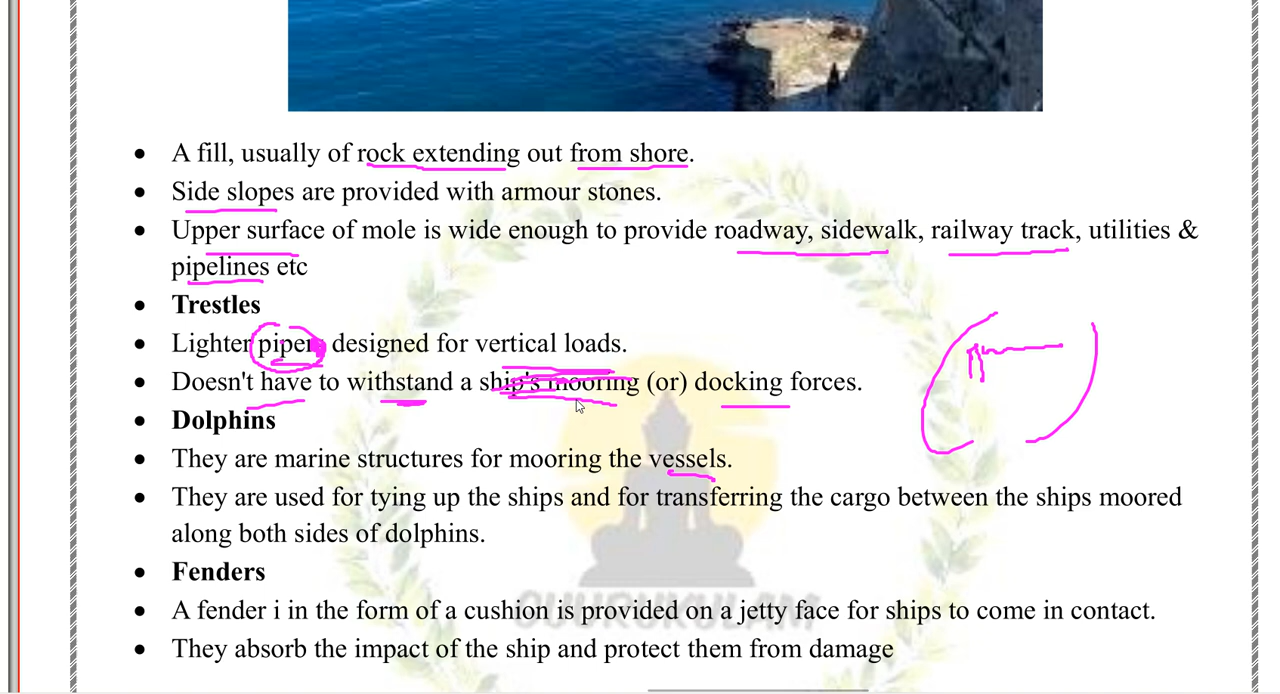 • A fill, usually of rock extending out from shore.
• Side slopes are provided with armour stones.
• Upper surface of mole is wide enough to provide roadway, sidewalk, railway track, utilities &
pipelines etc
• Trestles
• Lighter pipers designed for vertical loads.
• Doesn't have to withstand a ship's mooring (or) docking forces.
• Dolphins
• They are marine structures for mooring the vessels.
• They are used for tying up the ships and for transferring the cargo between the ships moored
along both sides of dolphins.
• Fenders
• A fender i in the form of a cushion is provided on a jetty face for ships to come in contact.
• They absorb the impact of the ship and protect them from damage
GUURUKULAM